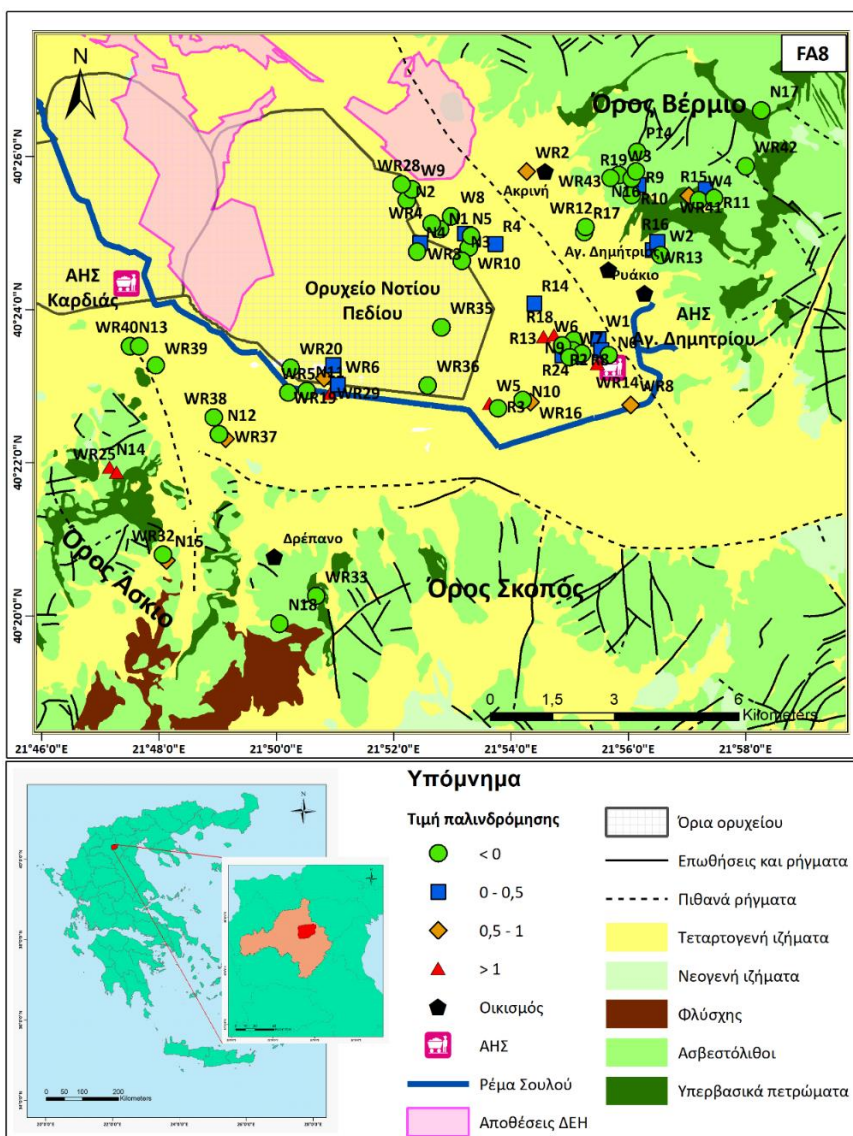 FA8
N
Όρος Βέρμιο
N17
P14
WR42
WR28
W9
WR2
R19
W3
R9
R15
W4
N2
Ακρινή
WR43
N16
R10
WR41
R11
WR4
W8
N1
N5
R4
WR12
R17
R16
W2
N4
N3
WR3
WR10
Αγ. Δημήτριος
WR13
Ρυάκιο
ΑΗΣ
Καρδιάς
Ορυχείο Νοτίου
Πεδίου
R14
ΑΗΣ
Αγ. Δημητρίου
WR35
R18
R13
W6
W1
W7
N6
N9
R2
R8
R24
WR14
WR8
WR40
N13
WR39
WR20
WR6
WR5
N11
WR29
WR19
WR36
W5
N10
R3
WR16
WR38
N12
WR37
WR25
N14
WR32
N15
Όρος Άσκιο
Δρέπανο
WR33
N18
Όρος Σκοπός
0 1,5 3 6
Kilometers
40°26'0"N
40°24'0"N
40°22'0"N
40°20'0"N
21°46'0"E 21°48'0"E 21°50'0"E 21°52'0"E 21°54'0"E 21°56'0"E 21°58'0"E
Υπόμνημα
Τιμή παλινδρόμησης
< 0
0 - 0,5
0,5 - 1
> 1
Οικισμός
ΑΗΣ
Ρέμα Σουλού
Αποθέσεις ΔΕΗ
Όρια ορυχείου
Επωθήσεις και ρήγματα
Πιθανά ρήγματα
Τεταρτογενή ιζήματα
Νεογενή ιζήματα
Φλύσχης
Ασβεστόλιθοι
Υπερβασικά πετρώματα
N
0 50 100 200
Kilometers